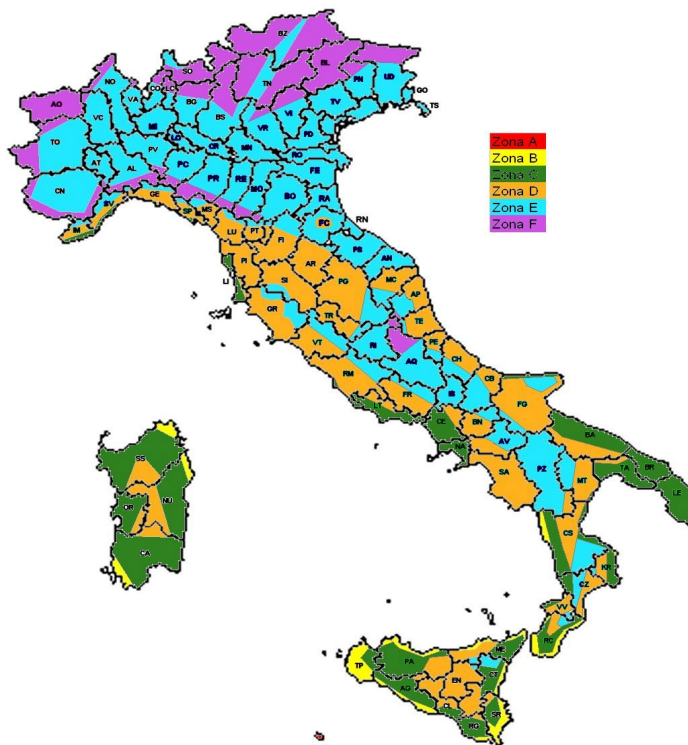 BZ
SO
BL
TN
NO
CO
LC
PN
UD
VA
BG
GO
AO
BS
TV
TS
VI
VC
MI
VR
PD
TO
LO
CR
MN
PV
RO
AT
PC
FE
AL
PR
RE
MO
CN
BO
RA
GE
SV
SP
MS
FC
RN
IM
LU
PT
FI
PS
AN
PI
AR
MC
LI
SI
PG
AP
GR
TR
TE
VT
RI
PE
AQ
CH
RM
CB
IS
FR
FG
LT
CE
BN
BA
AV
NA
PZ
TA
BR
SA
MT
LE
SS
CS
OR
NU
KR
CA
CZ
VV
RC
ME
TP
PA
CT
EN
AG
CL
SR
RG
Zona A
Zona B
Zona C
Zona D
Zona E
Zona F